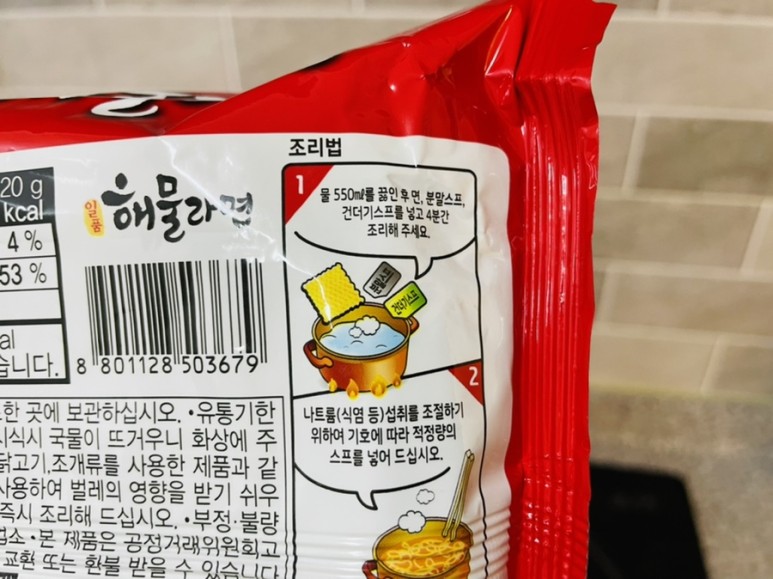 조리법
1
물 550㎖를 끓인 후 면, 분말스프,
건더기스프를 넣고 4분간
조리해 주세요.
분말스프
건더기스프
2
나트륨(식염 등)섭취를 조절하기
위하여 기호에 따라 적정량의
스프를 넣어 드십시오.
일품
해물라면
20 g
kcal
4 %
53 %
습니다.
8 801128 503679
한 곳에 보관하십시오. •유통기한
시식시 국물이 뜨거우니 화상에 주
닭고기,조개류를 사용한 제품과 같
사용하여 벌레의 영향을 받기 쉬우
즉시 조리해 드십시오. •부정·불량
업소 •본 제품은 공정거래위원회고
교환 또는 환불 받을 수 있습니다